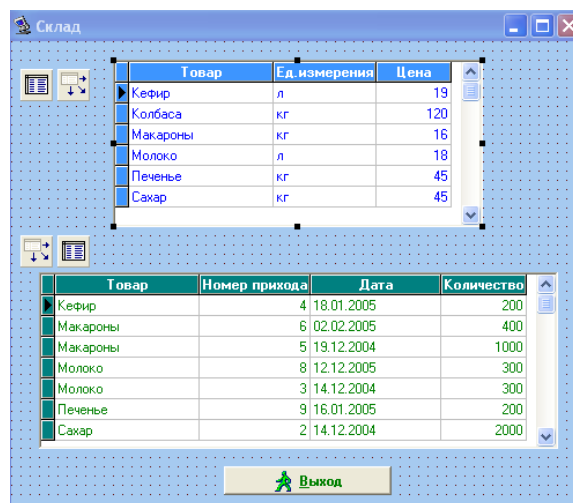 Склад
Товар Ед.измерения Цена
Кефир л 19
Колбаса кг 120
Макароны кг 16
Молоко л 18
Печенье кг 45
Сахар кг 45
Товар Номер прихода Дата Количество
Кефир 4 18.01.2005 200
Макароны 6 02.02.2005 400
Макароны 5 19.12.2004 1000
Молоко 8 12.12.2005 300
Молоко 3 14.12.2004 300
Печенье 9 16.01.2005 200
Сахар 2 14.12.2004 2000
Выход